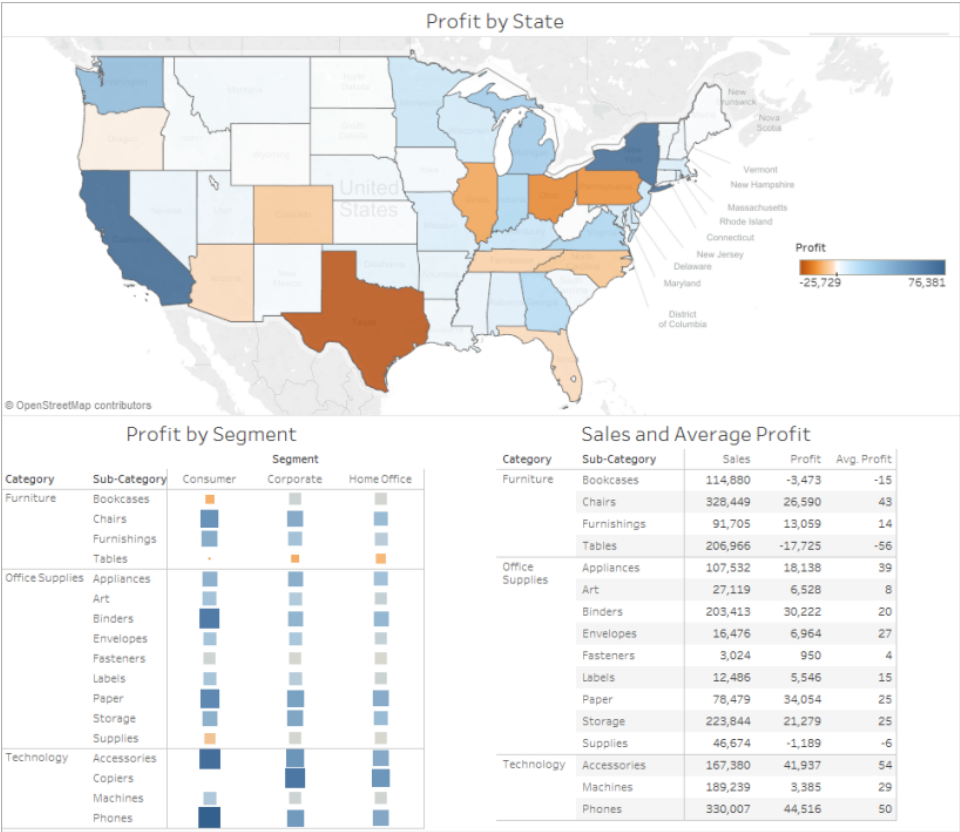 Profit by State
New
Brunswick
Nova
Scotia
United
States
Vermont
New Hampshire
Massachusetts
Rhode Island
Connecticut
New Jersey
Delaware
Maryland
District
of Columbia
Profit
-25,729 76,381
© OpenStreetMap contributors
Profit by Segment
Segment
Category Sub-Category Consumer Corporate Home Office
Furniture Bookcases
Chairs
Furnishings
Tables
Office Supplies Appliances
Art
Binders
Envelopes
Fasteners
Labels
Paper
Storage
Supplies
Technology Accessories
Copiers
Machines
Phones
Sales and Average Profit
Category Sub-Category Sales Profit Avg. Profit
Furniture Bookcases 114,880 -3,473 -15
Chairs 328,449 26,590 43
Furnishings 91,705 13,059 14
Tables 206,966 -17,725 -56
Office
Supplies
Appliances 107,532 18,138 39
Art 27,119 6,528 8
Binders 203,413 30,222 20
Envelopes 16,476 6,964 27
Fasteners 3,024 950 4
Labels 12,486 5,546 15
Paper 78,479 34,054 25
Storage 223,844 21,279 25
Supplies 46,674 -1,189 -6
Technology Accessories 167,380 41,937 54
Machines 189,239 3,385 29
Phones 330,007 44,516 50